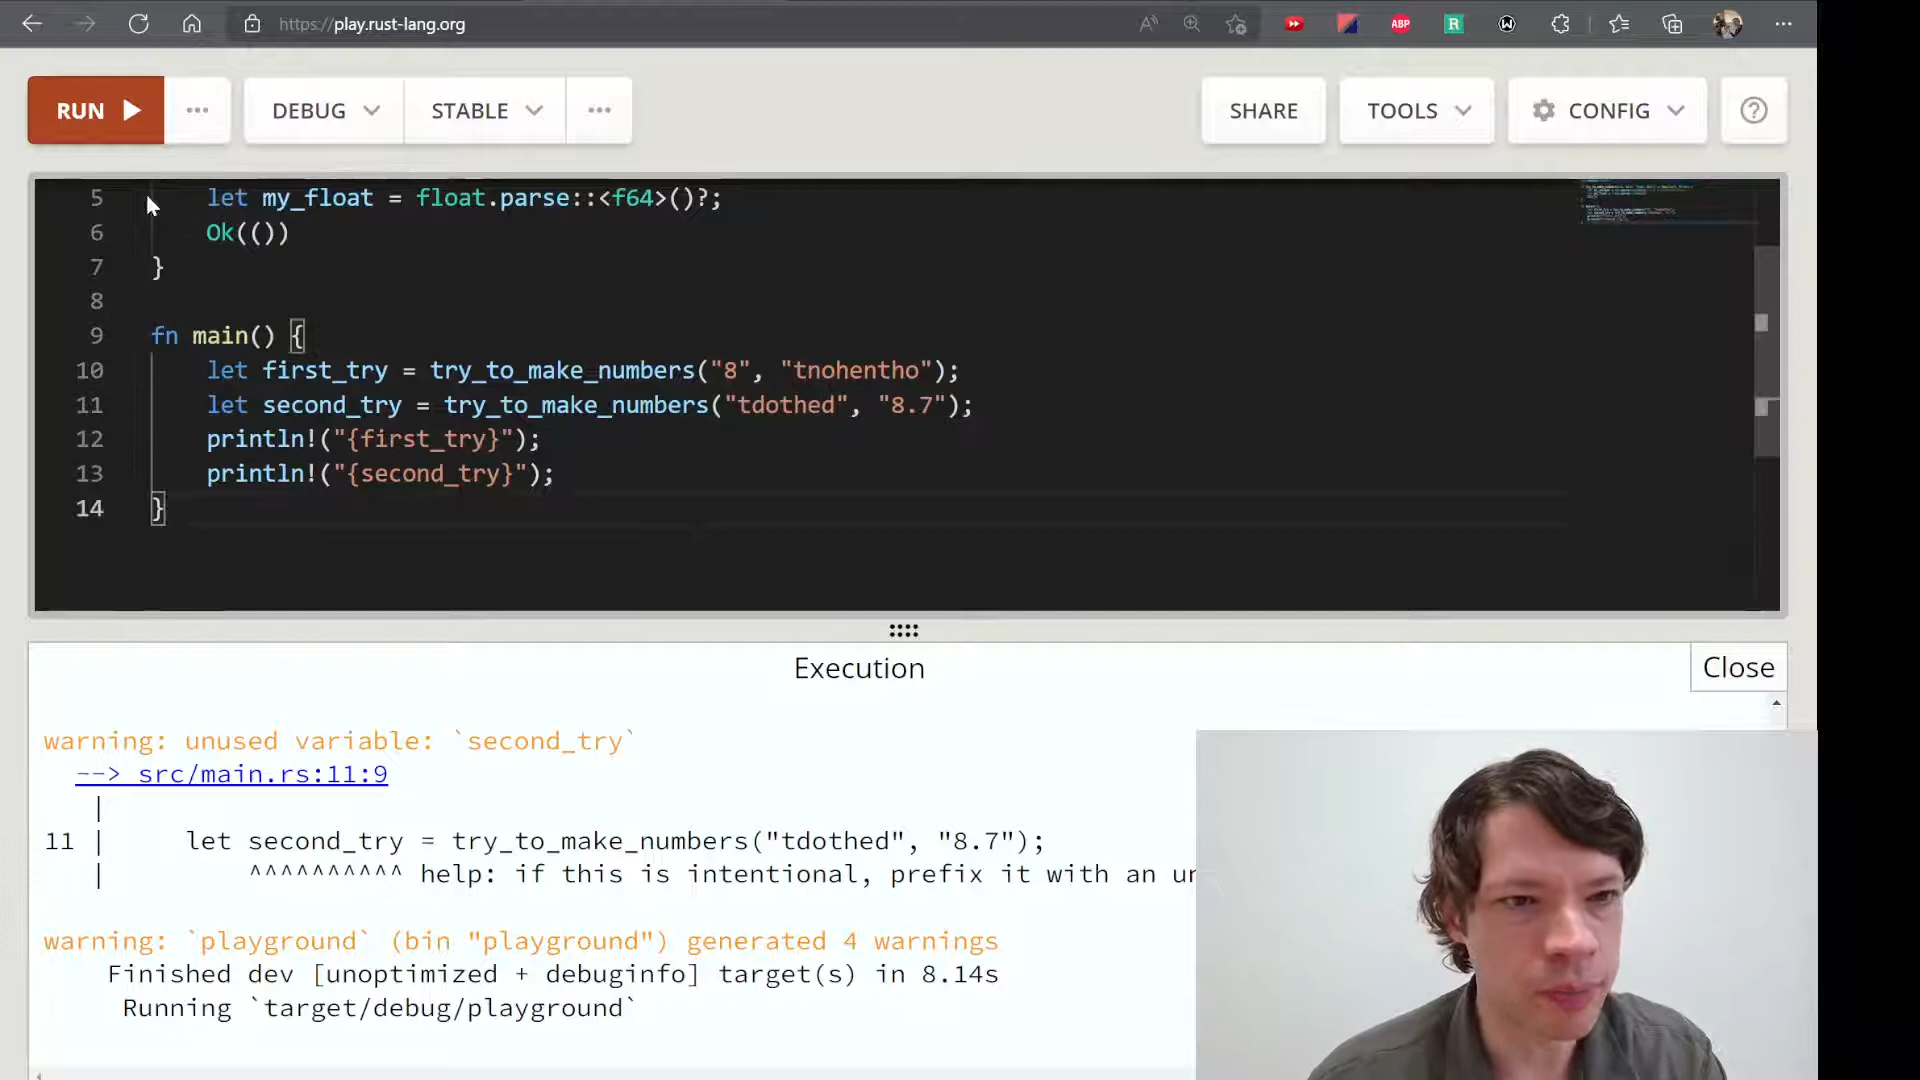 https://play.rust-lang.org
ABP
R
W
RUN
DEBUG
STABLE
SHARE
TOOLS
CONFIG
5 let my_float = float.parse::<f64>()?;
6 Ok(())
7 }
8
9 fn main() {
10 let first_try = try_to_make_numbers("8", "tnohentho");
11 let second_try = try_to_make_numbers("tdothed", "8.7");
12 println!("{first_try}");
13 println!("{second_try}");
14 }
Execution
Close
warning: unused variable: `second_try`
--> src/main.rs:11:9
|
11 | let second_try = try_to_make_numbers("tdothed", "8.7");
| ^^^^^^^^^^ help: if this is intentional, prefix it with an
warning: `playground` (bin "playground") generated 4 warnings
Finished dev [unoptimized + debuginfo] target(s) in 8.14s
Running `target/debug/playground`